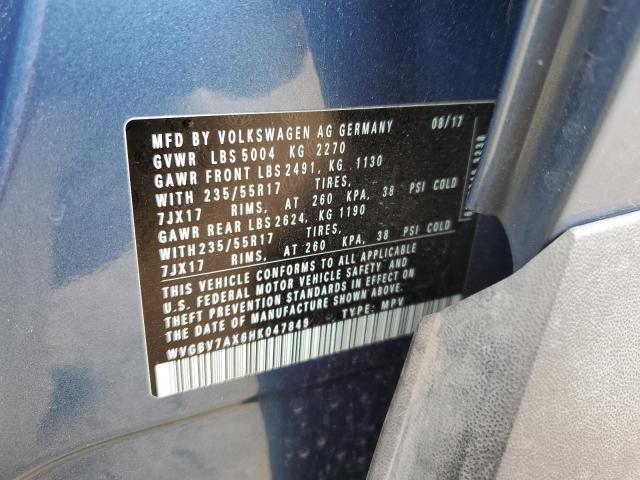 MFD BY VOLKSWAGEN AG GERMANY 08/17
GVWR LBS 5004 KG 2270
GAWR FRONT LBS 2491, KG 1130
WITH 235/55R17 TIRES,
7JX17 RIMS, AT 260 KPA, 38 PSI COLD
GAWR REAR LBS 2624, KG 1190
WITH 235/55R17 TIRES,
7JX17 RIMS, AT 260 KPA, 38 PSI COLD
THIS VEHICLE CONFORMS TO ALL APPLICABLE
U.S. FEDERAL MOTOR VEHICLE SAFETY AND
THEFT PREVENTION STANDARDS IN EFFECT ON
THE DATE OF MANUFACTURE SHOWN ABOVE.
WVGBV7AX6HK047849 TYPE: MPV